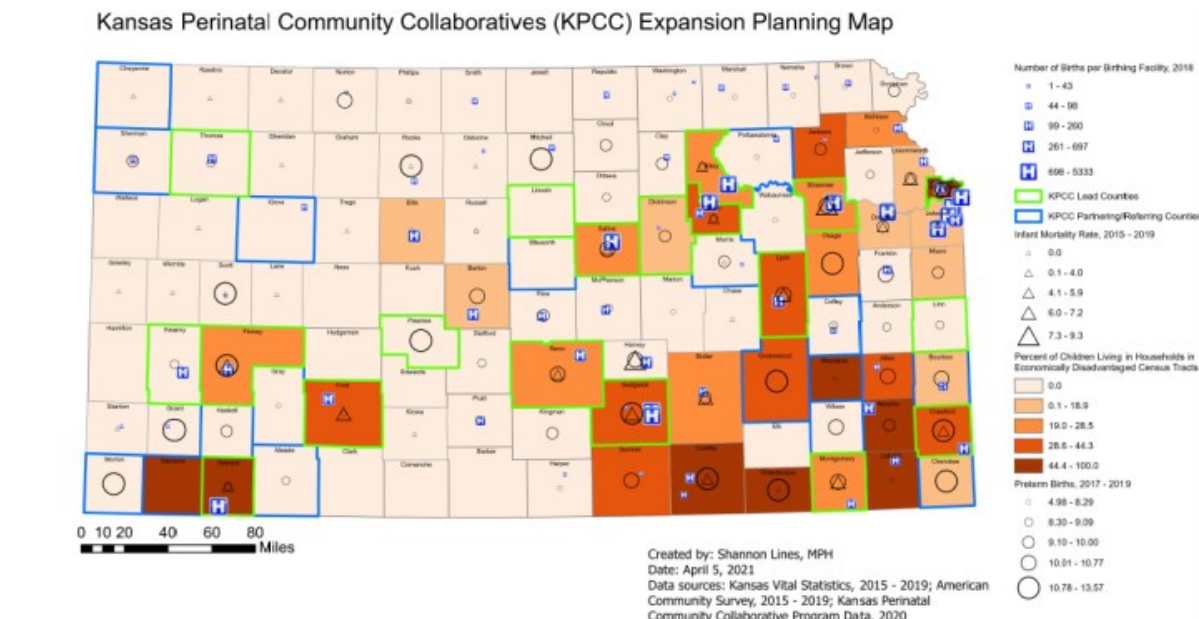 Kansas Perinatal Community Collaboratives (KPCC) Expansion Planning Map
Cheyenne Rawlins Decatur Norton Phillips Smith Jewell Republic Washington Marshall Nemaha Brown Doniphan
Sherman Thomas Sheridan Graham Rooks Osborne Mitchell Cloud Clay Riley Pottawatomie Jackson Atchison
Jefferson Leavenworth
Wallace Logan Gove Trego Ellis Russell Lincoln Ottawa Dickinson Wabaunsee Shawnee
Ellsworth Saline Morris Osage Franklin Miami
Greeley Wichita Scott Lane Ness Rush Barton Rice McPherson Marion Chase Lyon Coffey Anderson Linn
Hamilton Kearny Finney Hodgeman Pawnee Stafford Reno Harvey Butler Greenwood Woodson Allen Bourbon
Gray Ford Edwards Sedgwick
Stanton Grant Haskell Kiowa Pratt Kingman Elk Wilson Neosho Crawford
Morton Stevens Seward Meade Clark Comanche Barber Harper Sumner Cowley Chautauqua Montgomery Labette Cherokee
0 10 20 40 60 80
Miles
Created by: Shannon Lines, MPH
Date: April 5, 2021
Data sources: Kansas Vital Statistics, 2015 - 2019; American
Community Survey, 2015 - 2019; Kansas Perinatal
Community Collaborative Program Data, 2020
Number of Births per Birthing Facility, 2018
1 - 43
44 - 98
99 - 260
261 - 697
698 - 5333
KPCC Lead Counties
KPCC Partnering/Referring Counties
Infant Mortality Rate, 2015 - 2019
0.0
0.1 - 4.0
4.1 - 5.9
6.0 - 7.2
7.3 - 9.3
Percent of Children Living in Households in
Economically Disadvantaged Census Tracts
0.0
0.1 - 18.9
19.0 - 28.5
28.6 - 44.3
44.4 - 100.0
Preterm Births, 2017 - 2019
4.98 - 8.29
8.30 - 9.09
9.10 - 10.00
10.01 - 10.77
10.78 - 13.57